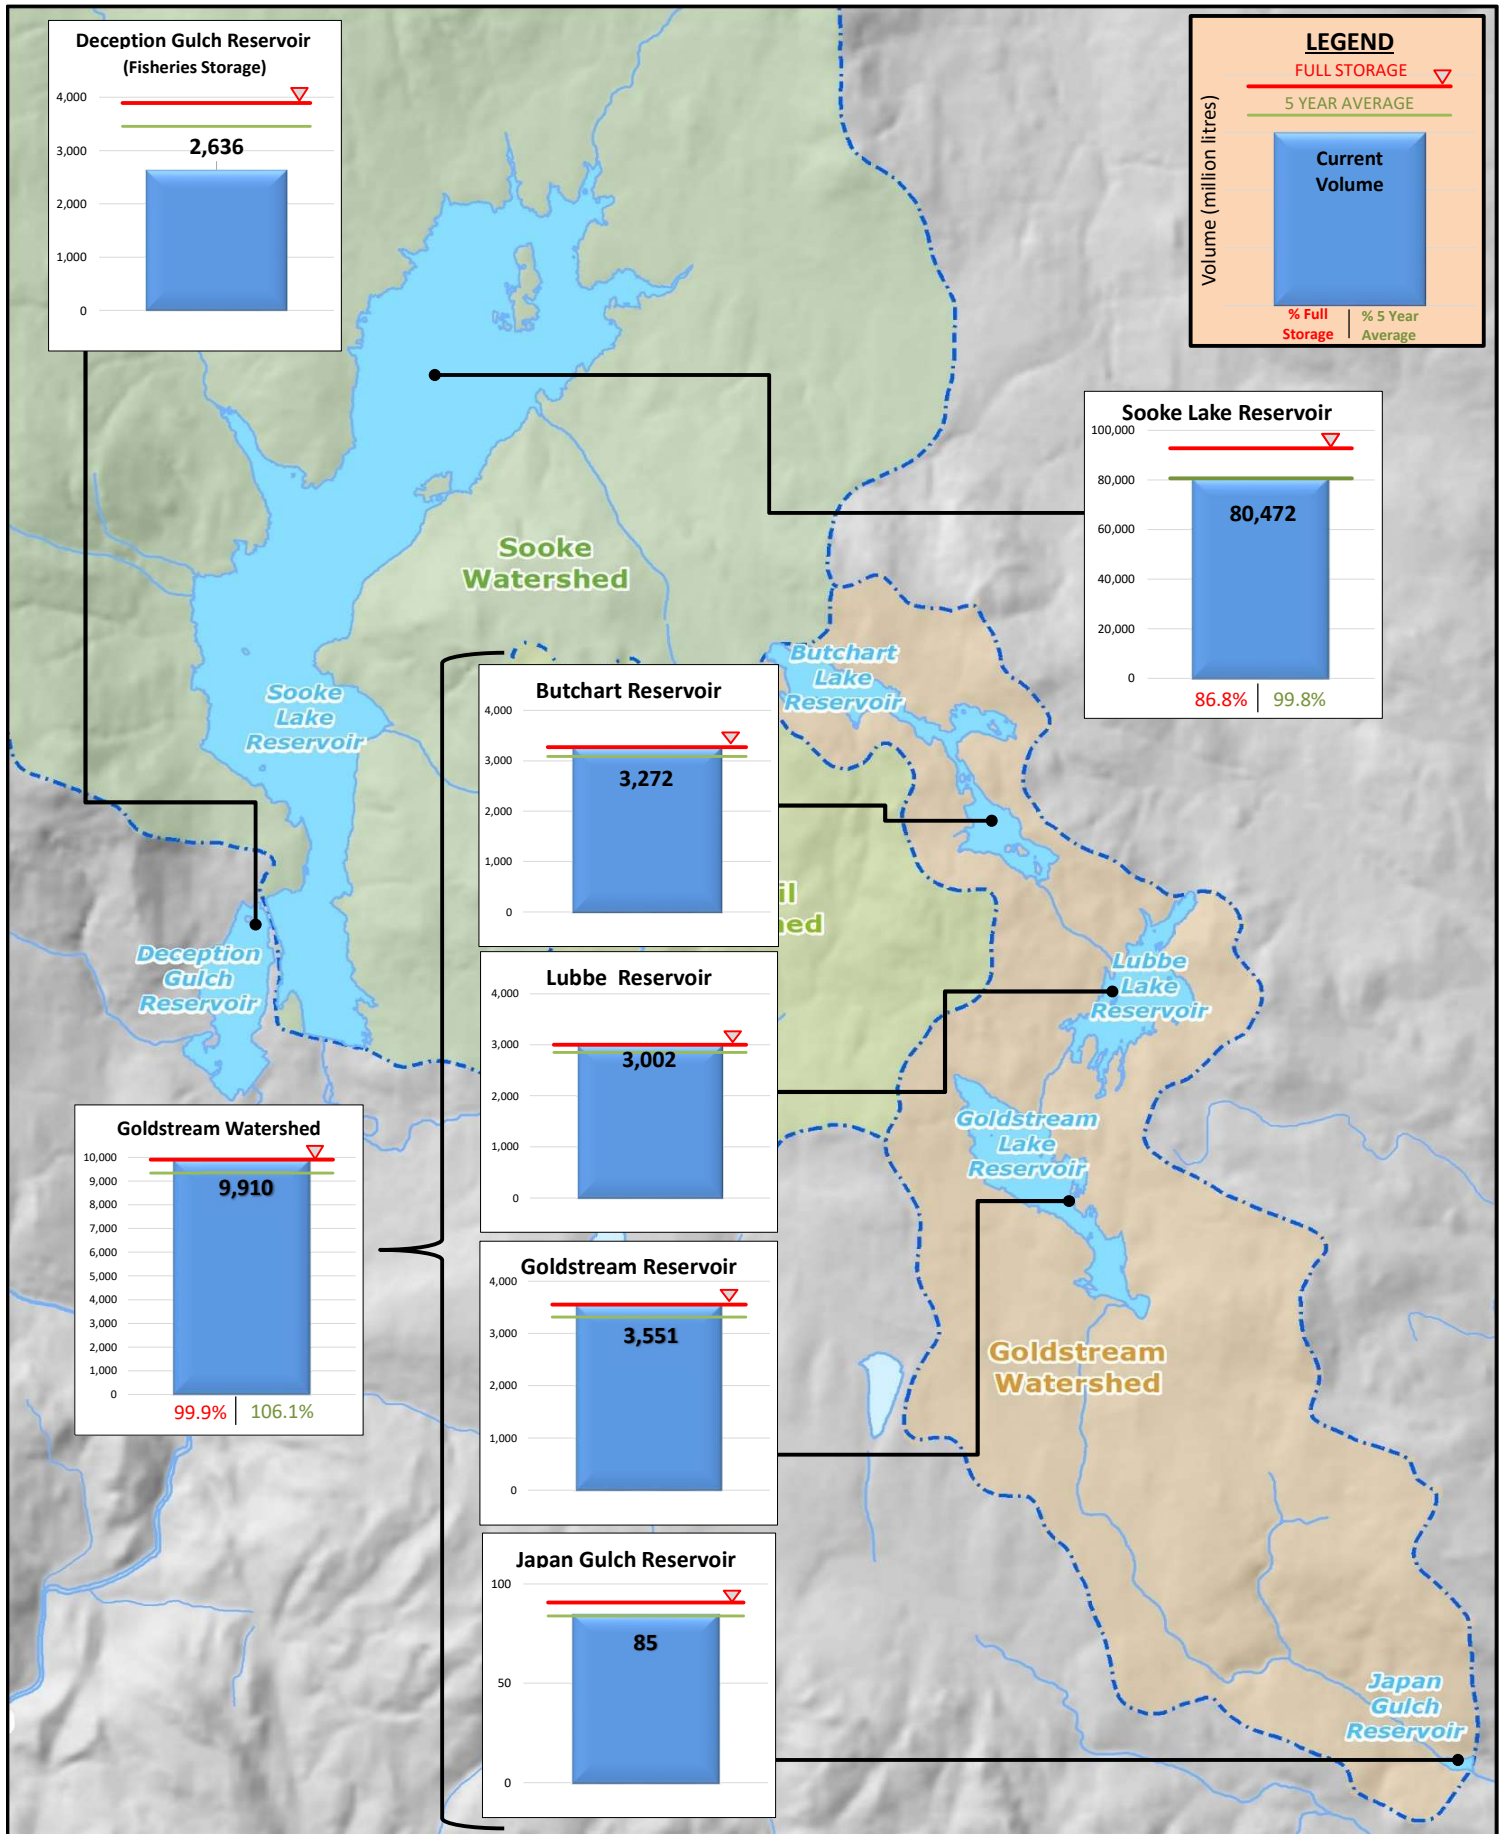 Deception Gulch Reservoir
(Fisheries Storage)
4,000
3,000
2,000
1,000
0
2,636
LEGEND
FULL STORAGE
5 YEAR AVERAGE
Volume (million litres)
Current
Volume
% Full
Storage
% 5 Year
Average
Sooke Lake Reservoir
100,000
80,000
60,000
40,000
20,000
0
80,472
86.8%
99.8%
Sooke
Watershed
Sooke
Lake
Reservoir
Butchart
Lake
Reservoir
Butchart Reservoir
4,000
3,000
2,000
1,000
0
3,272
il
ed
Deception
Gulch
Reservoir
Lubbe Reservoir
4,000
3,000
2,000
1,000
0
3,002
Lubbe
Lake
Reservoir
Goldstream Watershed
10,000
9,000
8,000
7,000
6,000
5,000
4,000
3,000
2,000
1,000
0
9,910
99.9%
106.1%
Goldstream
Lake
Reservoir
Goldstream Reservoir
4,000
3,000
2,000
1,000
0
3,551
Goldstream
Watershed
Japan Gulch Reservoir
100
50
0
85
Japan
Gulch
Reservoir